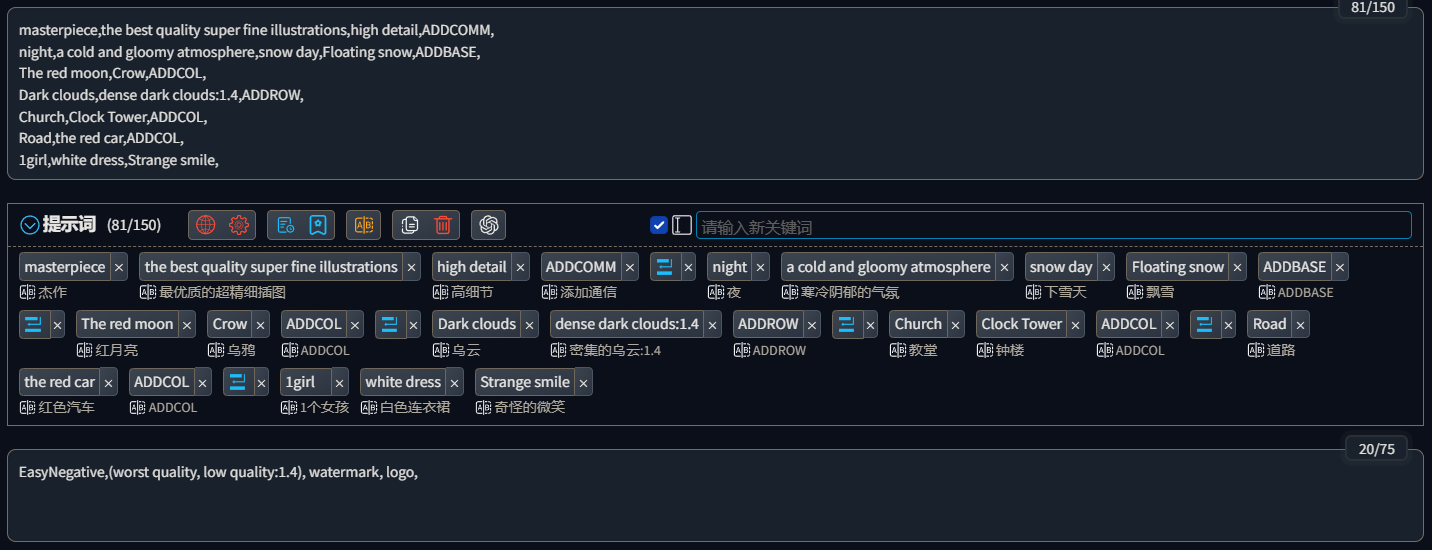 81/150
masterpiece,the best quality super fine illustrations,high detail,ADDCOMM,
night,a cold and gloomy atmosphere,snow day,Floating snow,ADDBASE,
The red moon,Crow,ADDCOL,
Dark clouds,dense dark clouds:1.4,ADDROW,
Church,Clock Tower,ADDCOL,
Road,the red car,ADDCOL,
1girl,white dress,Strange smile,
提示词 (81/150) 请输入新关键词
masterpiece × the best quality super fine illustrations × high detail × ADDCOMM × × night × a cold and gloomy atmosphere × snow day × Floating snow × ADDBASE ×
杰作 最优质的超精细插图 高细节 添加通信 夜 寒冷阴郁的气氛 下雪天 飘雪 ADDBASE
× The red moon × Crow × ADDCOL × × Dark clouds × dense dark clouds:1.4 × ADDROW × × Church × Clock Tower × ADDCOL × × Road ×
红月亮 乌鸦 ADDCOL 乌云 密集的乌云:1.4 ADDROW 教堂 钟楼 ADDCOL 道路
the red car × ADDCOL × × 1girl × white dress × Strange smile ×
红色汽车 ADDCOL 1个女孩 白色连衣裙 奇怪的微笑
20/75
EasyNegative,(worst quality, low quality:1.4), watermark, logo,